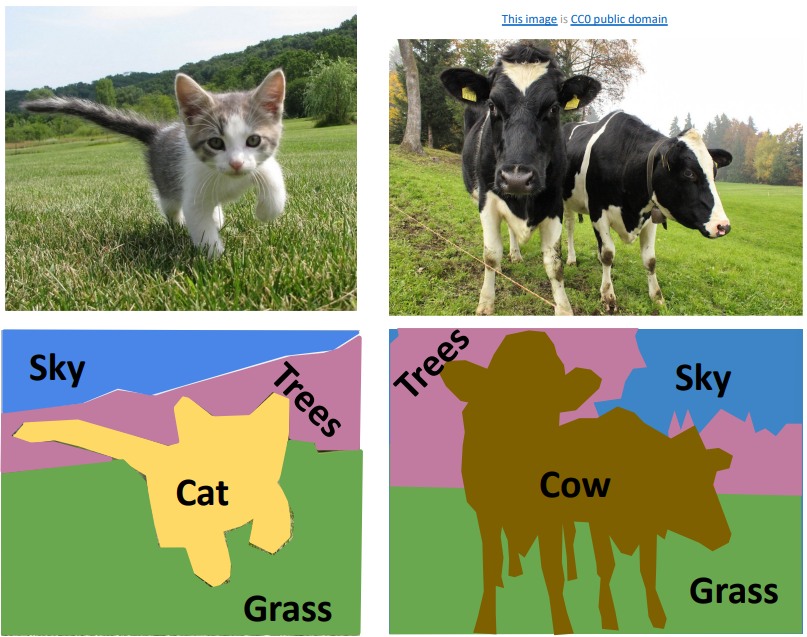 This image is CC0 public domain
Sky
Trees
Cat
Grass
Trees
Sky
Cow
Grass